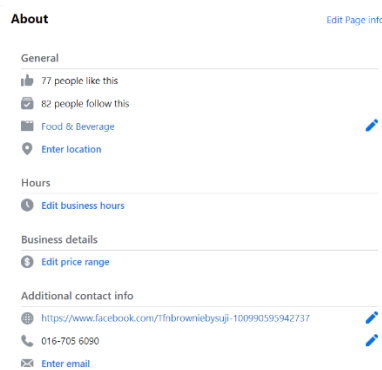 About
Edit Page info
General
77 people like this
82 people follow this
Food & Beverage
Enter location
Hours
Edit business hours
Business details
Edit price range
Additional contact info
https://www.facebook.com/Tfnbrowniebysuji-100990595942737
016-705 6090
Enter email